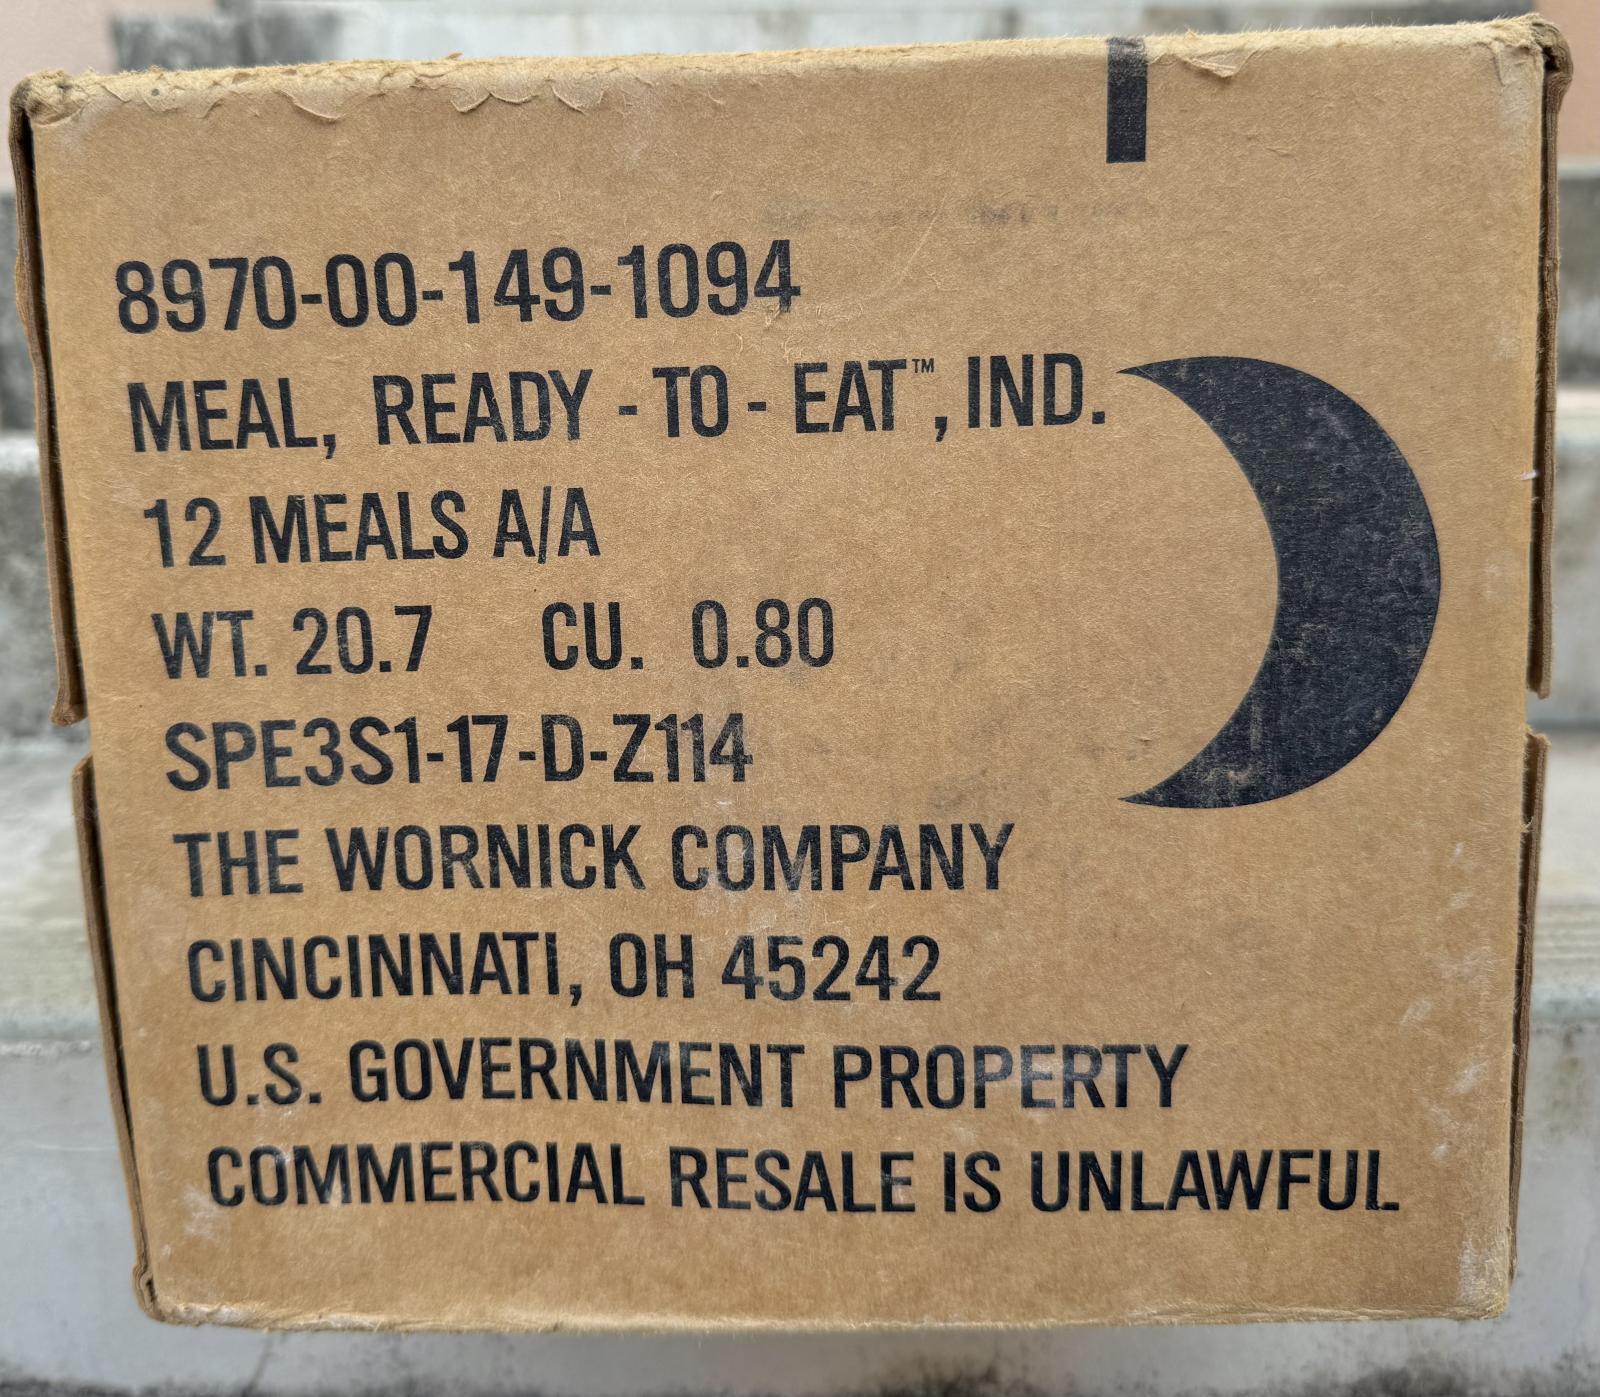 8970-00-149-1094
MEAL, READY - TO - EAT™, IND.
12 MEALS A/A
WT. 20.7 CU. 0.80
SPE3S1-17-D-Z114
THE WORNICK COMPANY
CINCINNATI, OH 45242
U.S. GOVERNMENT PROPERTY
COMMERCIAL RESALE IS UNLAWFUL